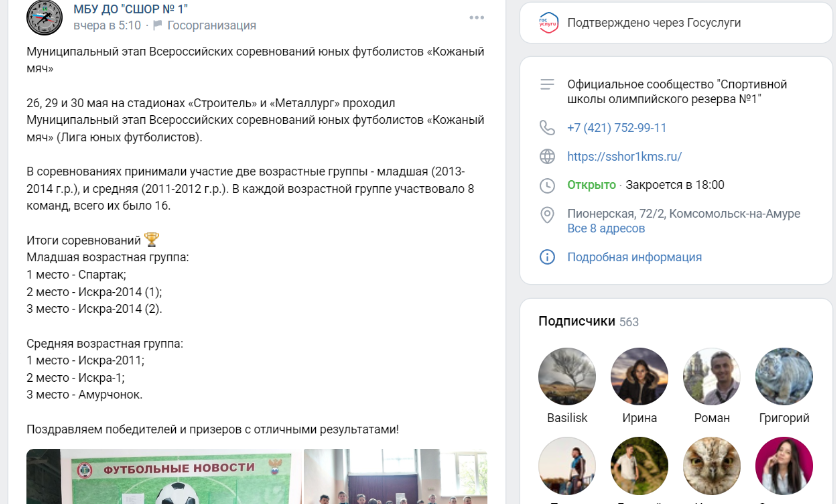 МБУ ДО "СШОР № 1"
вчера в 5:10 · Госорганизация
Муниципальный этап Всероссийских соревнований юных футболистов «Кожаный
мяч»
26, 29 и 30 мая на стадионах «Строитель» и «Металлург» проходил
Муниципальный этап Всероссийских соревнований юных футболистов «Кожаный
мяч» (Лига юных футболистов).
В соревнованиях принимали участие две возрастные группы - младшая (2013-
2014 г.р.), и средняя (2011-2012 г.р.). В каждой возрастной группе участвовало 8
команд, всего их было 16.
Итоги соревнований 🏆
Младшая возрастная группа:
1 место - Спартак;
2 место - Искра-2014 (1);
3 место - Искра-2014 (2).
Средняя возрастная группа:
1 место - Искра-2011;
2 место - Искра-1;
3 место - Амурчонок.
Поздравляем победителей и призеров с отличными результатами!
ФУТБОЛЬНЫЕ НОВОСТИ
госуслуги
Подтверждено через Госуслуги
Официальное сообщество "Спортивной
школы олимпийского резерва №1"
+7 (421) 752-99-11
https://sshor1kms.ru/
Открыто · Закроется в 18:00
Пионерская, 72/2, Комсомольск-на-Амуре
Все 8 адресов
Подробная информация
Подписчики 563
Basilisk
Ирина
Роман
Григорий